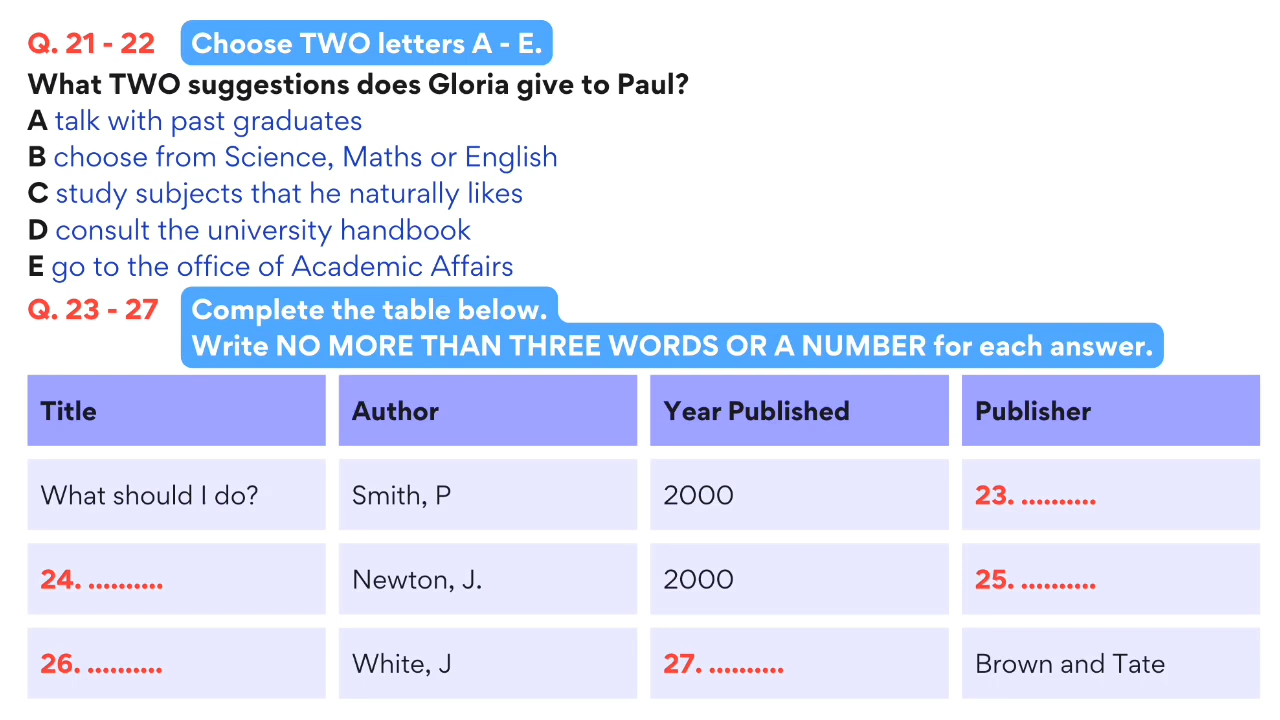 Q. 21 - 22 Choose TWO letters A - E.
What TWO suggestions does Gloria give to Paul?
A talk with past graduates
B choose from Science, Maths or English
C study subjects that he naturally likes
D consult the university handbook
E go to the office of Academic Affairs
Q. 23 - 27 Complete the table below.
Write NO MORE THAN THREE WORDS OR A NUMBER for each answer.
Title Author Year Published Publisher
What should I do? Smith, P 2000 23. ..........
24. .......... Newton, J. 2000 25. ..........
26. .......... White, J 27. .......... Brown and Tate